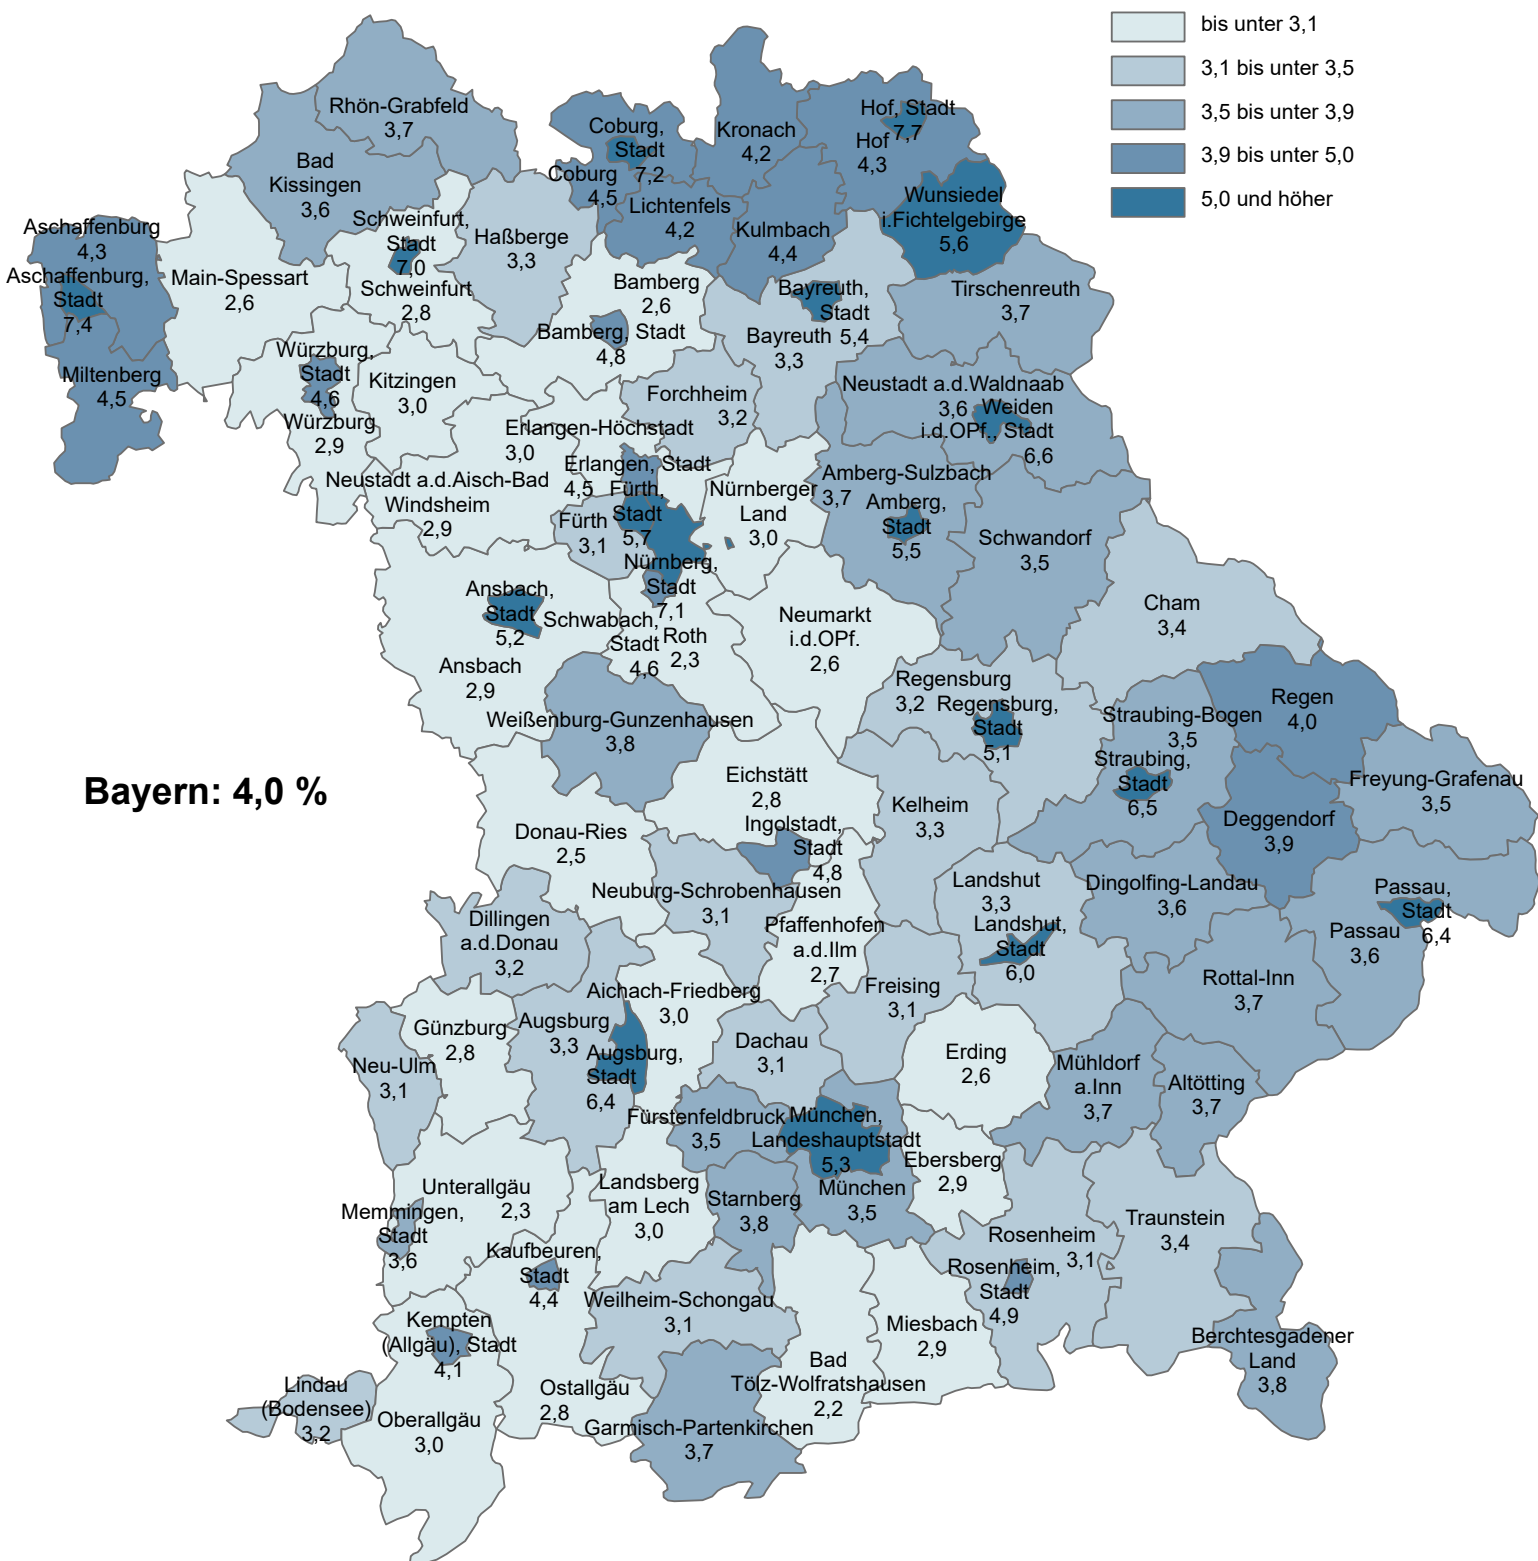 bis unter 3,1
3,1 bis unter 3,5
3,5 bis unter 3,9
3,9 bis unter 5,0
5,0 und höher
Rhön-Grabfeld
3,7
Bad
Kissingen
3,6
Coburg,
Stadt
7,2
Coburg
4,5
Kronach
4,2
Hof, Stadt
7,7
Hof
4,3
Lichtenfels
4,2
Kulmbach
4,4
Wunsiedel
i.Fichtelgebirge
5,6
Aschaffenburg
4,3
Aschaffenburg,
Stadt
7,4
Main-Spessart
2,6
Schweinfurt,
Stadt
7,0
Schweinfurt
2,8
Haßberge
3,3
Bamberg
2,6
Bamberg, Stadt
4,8
Bayreuth,
Stadt
5,4
Bayreuth
3,3
Tirschenreuth
3,7
Miltenberg
4,5
Würzburg,
Stadt
4,6
Würzburg
2,9
Kitzingen
3,0
Forchheim
3,2
Neustadt a.d.Waldnaab
3,6
Weiden
i.d.OPf., Stadt
6,6
Erlangen-Höchstadt
3,0
Erlangen, Stadt
4,5
Neustadt a.d.Aisch-Bad
Windsheim
2,9
Fürth,
Stadt
5,7
Fürth
3,1
Nürnberger
Land
3,0
Amberg-Sulzbach
3,7
Amberg,
Stadt
5,5
Schwandorf
3,5
Nürnberg,
Stadt
7,1
Ansbach,
Stadt
5,2
Schwabach,
Stadt
4,6
Roth
2,3
Neumarkt
i.d.OPf.
2,6
Cham
3,4
Ansbach
2,9
Weißenburg-Gunzenhausen
3,8
Regensburg
3,2
Regensburg,
Stadt
5,1
Straubing-Bogen
3,5
Straubing,
Stadt
6,5
Regen
4,0
Freyung-Grafenau
3,5
Bayern: 4,0 %
Eichstätt
2,8
Ingolstadt,
Stadt
4,8
Kelheim
3,3
Deggendorf
3,9
Donau-Ries
2,5
Neuburg-Schrobenhausen
3,1
Landshut
3,3
Landshut,
Stadt
6,0
Dingolfing-Landau
3,6
Passau,
Stadt
6,4
Passau
3,6
Dillingen
a.d.Donau
3,2
Pfaffenhofen
a.d.Ilm
2,7
Rottal-Inn
3,7
Aichach-Friedberg
3,0
Freising
3,1
Günzburg
2,8
Augsburg
3,3
Augsburg,
Stadt
6,4
Dachau
3,1
Erding
2,6
Mühldorf
a.Inn
3,7
Altötting
3,7
Neu-Ulm
3,1
Fürstenfeldbruck
3,5
München,
Landeshauptstadt
5,3
Ebersberg
2,9
Unterallgäu
2,3
Landsberg
am Lech
3,0
Starnberg
3,8
München
3,5
Memmingen,
Stadt
3,6
Kaufbeuren,
Stadt
4,4
Traunstein
3,4
Rosenheim
3,1
Rosenheim,
Stadt
4,9
Weilheim-Schongau
3,1
Kempten
(Allgäu), Stadt
4,1
Miesbach
2,9
Berchtesgadener
Land
3,8
Bad
Tölz-Wolfratshausen
2,2
Lindau
(Bodensee)
3,2
Ostallgäu
2,8
Oberallgäu
3,0
Garmisch-Partenkirchen
3,7